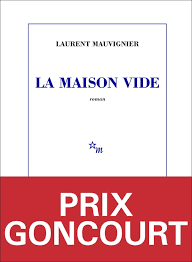 LAURENT MAUVIGNIER
LA MAISON VIDE
roman
m
PRIX
GONCOURT